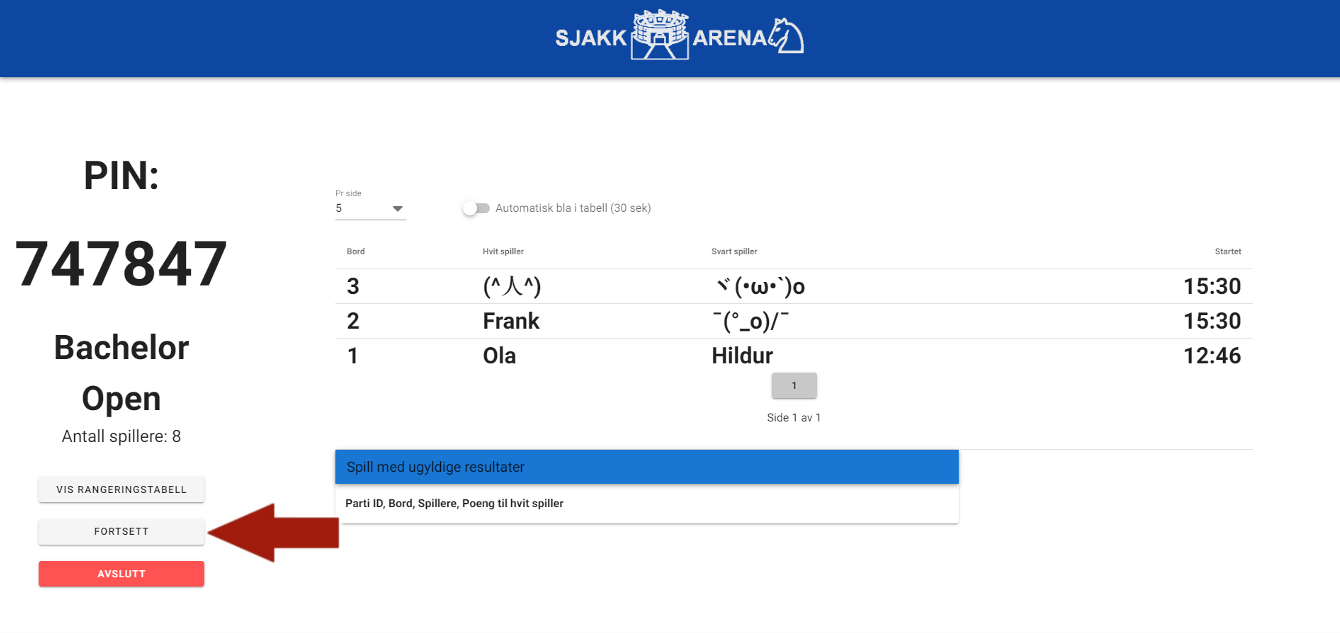 SJAKK ARENA
PIN:
747847
Bachelor
Open
Antall spillere: 8
VIS RANGERINGSTABELL
FORTSETT
AVSLUTT
Pr side
5
Automatisk bla i tabell (30 sek)
Bord Hvit spiller Svart spiller Startet
3 (^人^) ヾ(•ω•`)o 15:30
2 Frank ¯(°_o)/¯ 15:30
1 Ola Hildur 12:46
1
Side 1 av 1
Spill med ugyldige resultater
Parti ID, Bord, Spillere, Poeng til hvit spiller